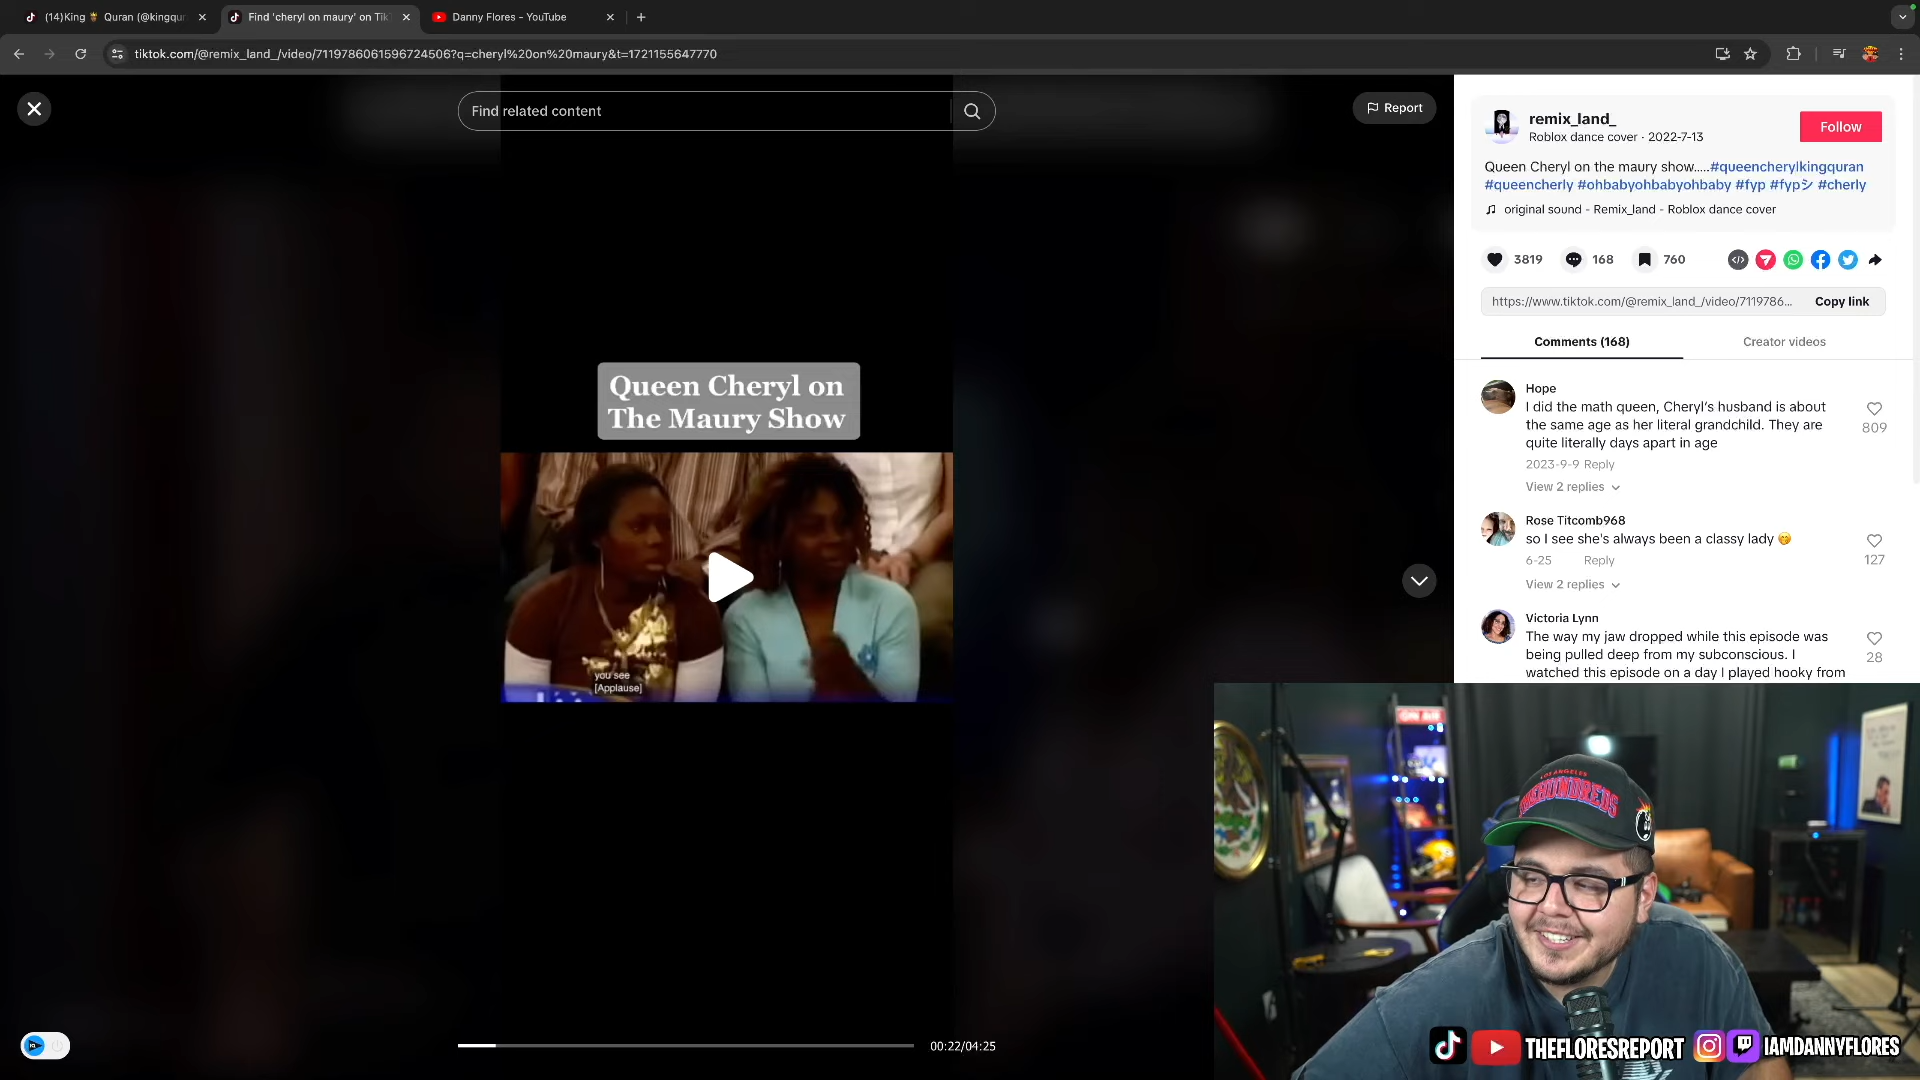 (14)King Quran (@kingqur
Find 'cheryl on maury' on Tik
Danny Flores - YouTube
tiktok.com/@remix_land_/video/7119786061596724506?q=cheryl%20on%20maury&t=1721155647770
Find related content
Report
remix_land_
Roblox dance cover · 2022-7-13
Follow
Queen Cheryl on the maury show.....#queencherylkingquran
#queencherly #ohbabyohbabyohbaby #fyp #fypシ #cherly
original sound - Remix_land - Roblox dance cover
3819
168
760
https://www.tiktok.com/@remix_land_/video/7119786...
Copy link
Comments (168)
Creator videos
Hope
I did the math queen, Cheryl's husband is about
the same age as her literal grandchild. They are
quite literally days apart in age
809
2023-9-9 Reply
View 2 replies
Rose Titcomb968
so I see she's always been a classy lady 🤭
127
6-25 Reply
View 2 replies
Victoria Lynn
The way my jaw dropped while this episode was
being pulled deep from my subconscious. I
watched this episode on a day I played hooky from
28
Queen Cheryl on
The Maury Show
you see
[Applause]
00:22/04:25
ON AIR
LOS ANGELES
THEHUNDREDS
THEFLORESREPORT
IAMDANNYFLORES